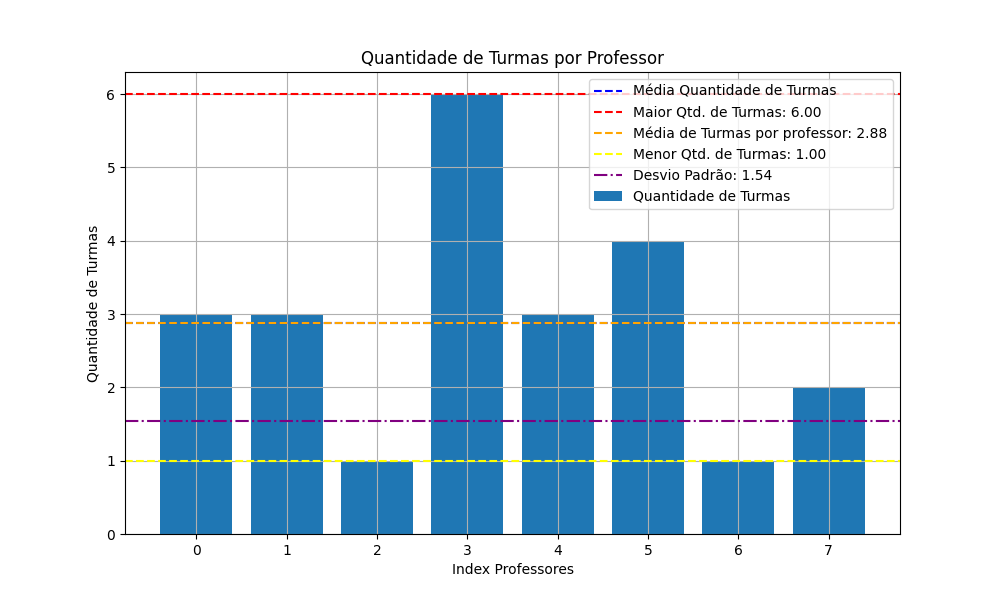 Quantidade de Turmas por Professor
Média Quantidade de Turmas
Maior Qtd. de Turmas: 6.00
Média de Turmas por professor: 2.88
Menor Qtd. de Turmas: 1.00
Desvio Padrão: 1.54
Quantidade de Turmas
Quantidade de Turmas
6
5
4
3
2
1
0
0 1 2 3 4 5 6 7
Index Professores